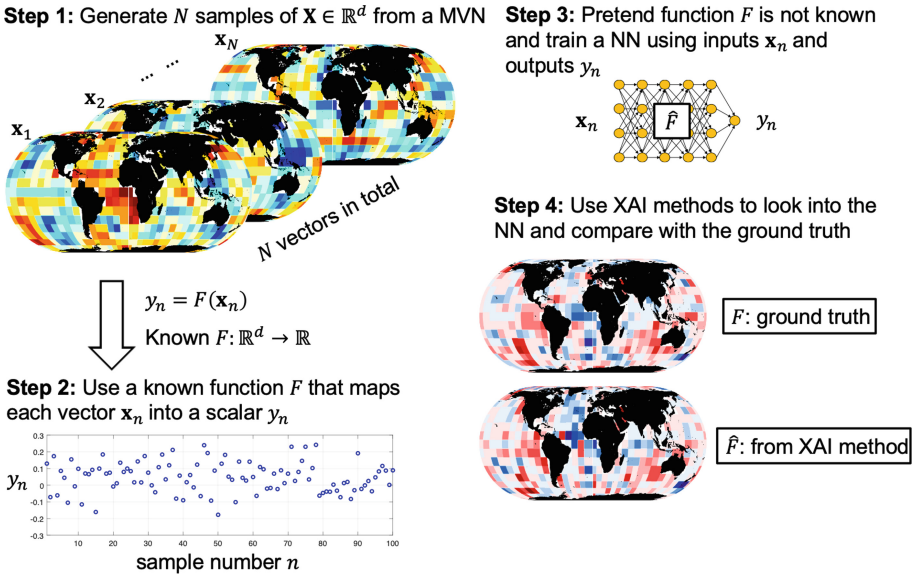 Step 1: Generate N samples of X ∈ ℝᵈ from a MVN
x_N
...
x_2
x_1
N vectors in total
y_n = F(x_n)
Known F: ℝᵈ → ℝ
Step 2: Use a known function F that maps
each vector x_n into a scalar y_n
0.3
0.2
0.1
0
-0.1
-0.2
-0.3
y_n
10 20 30 40 50 60 70 80 90 100
sample number n
Step 3: Pretend function F is not known
and train a NN using inputs x_n and
outputs y_n
x_n F̂ y_n
Step 4: Use XAI methods to look into the
NN and compare with the ground truth
F: ground truth
F̂: from XAI method